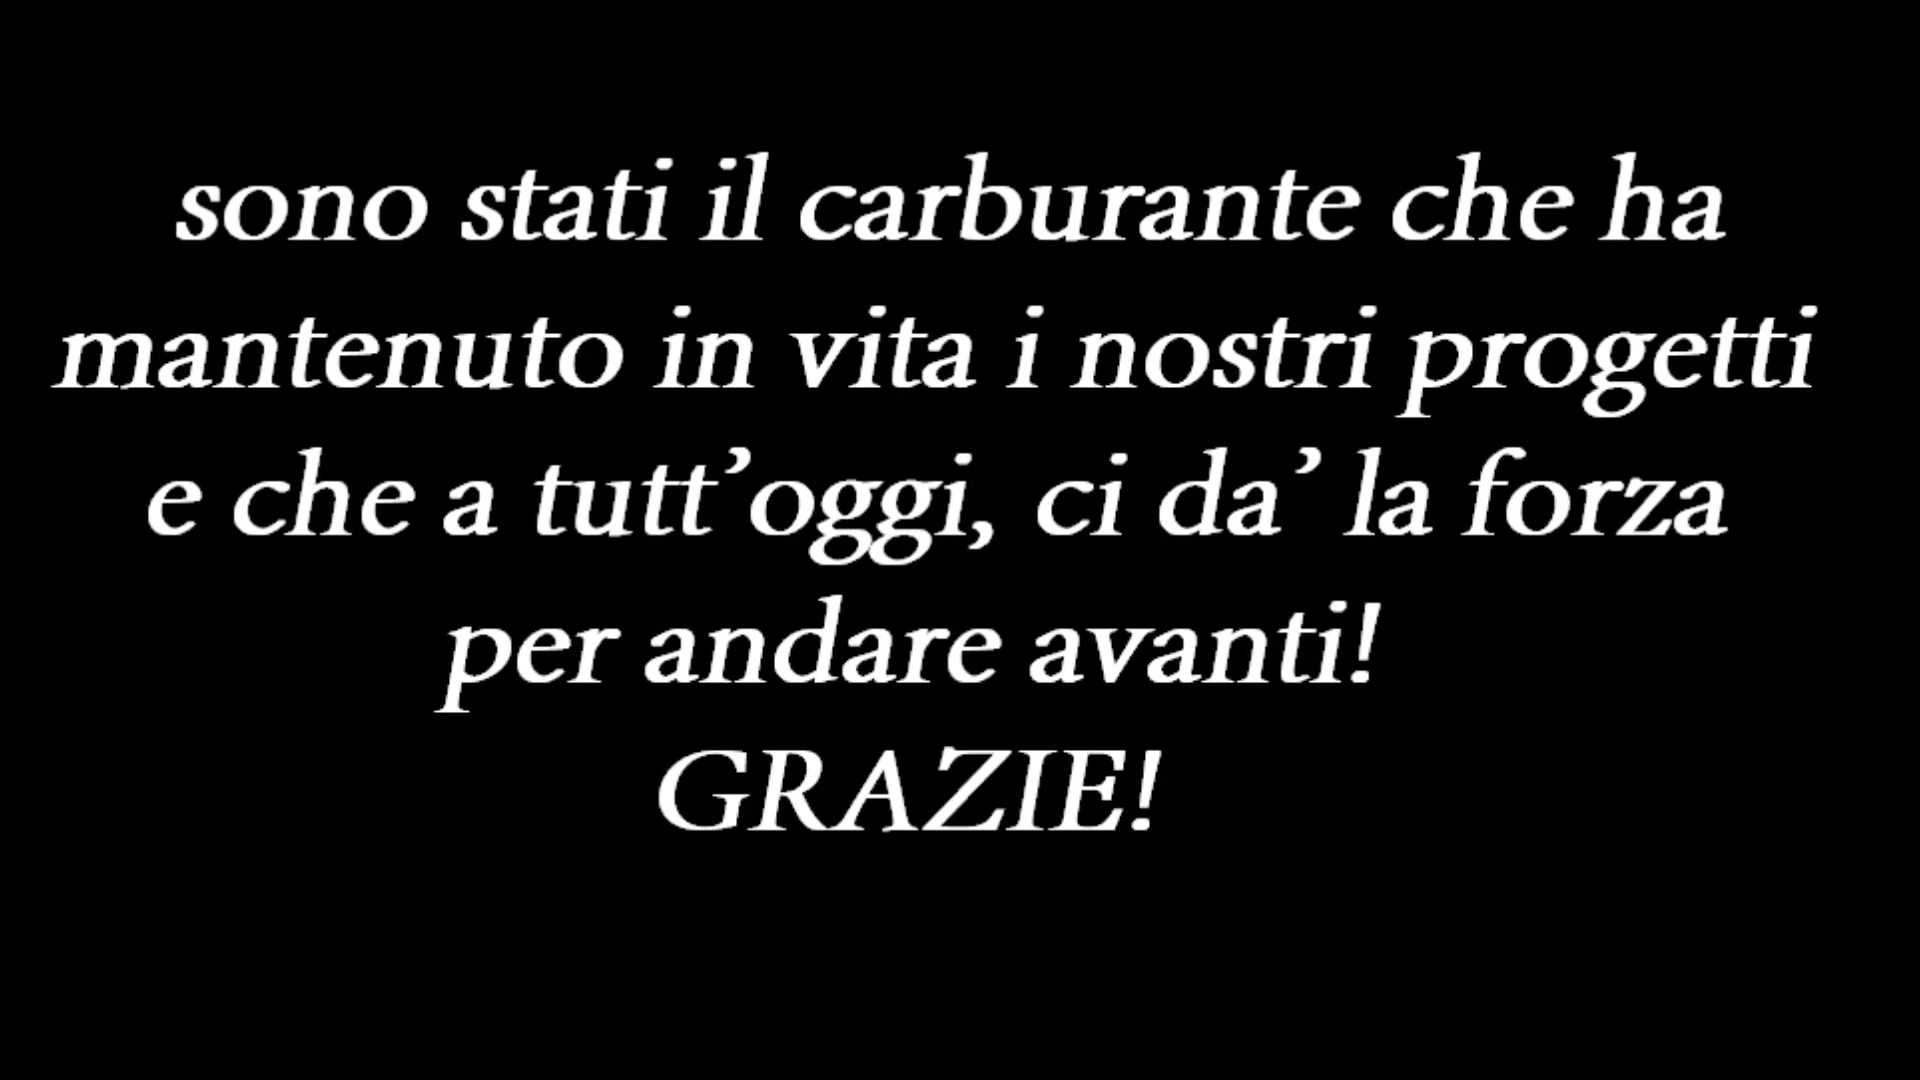 sono stati il carburante che ha
mantenuto in vita i nostri progetti
e che a tutt’oggi, ci da’ la forza
per andare avanti!
GRAZIE!